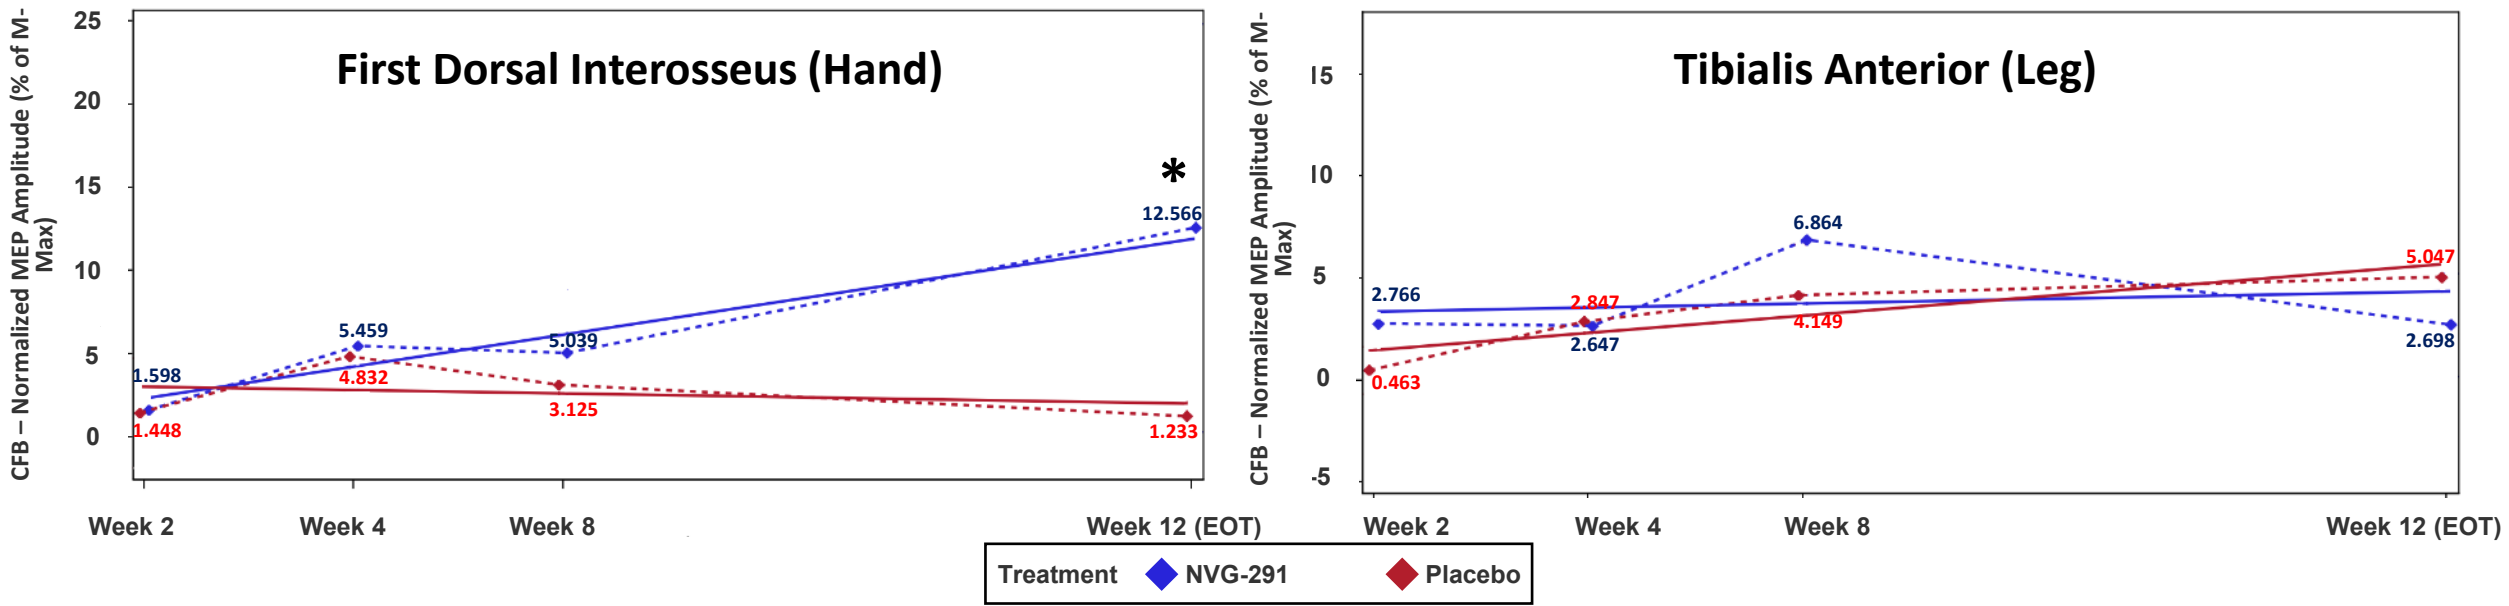 CFB – Normalized MEP Amplitude (% of M-
Max)
First Dorsal Interosseus (Hand)
25
20
15
10
5
0
*
12.566
5.459
5.039
1.598
4.832
3.125
1.448
1.233
Week 2
Week 4
Week 8
Week 12 (EOT)
CFB – Normalized MEP Amplitude (% of M-
Max)
Tibialis Anterior (Leg)
15
10
5
0
-5
6.864
5.047
2.766
2.847
4.149
2.647
2.698
0.463
Week 2
Week 4
Week 8
Week 12 (EOT)
Treatment NVG-291 Placebo